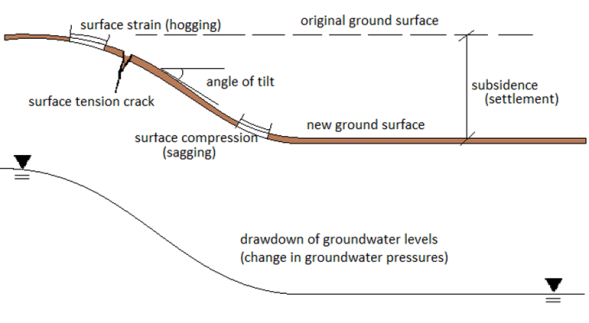 surface strain (hogging)
original ground surface
angle of tilt
subsidence
(settlement)
surface tension crack
new ground surface
surface compression
(sagging)
drawdown of groundwater levels
(change in groundwater pressures)